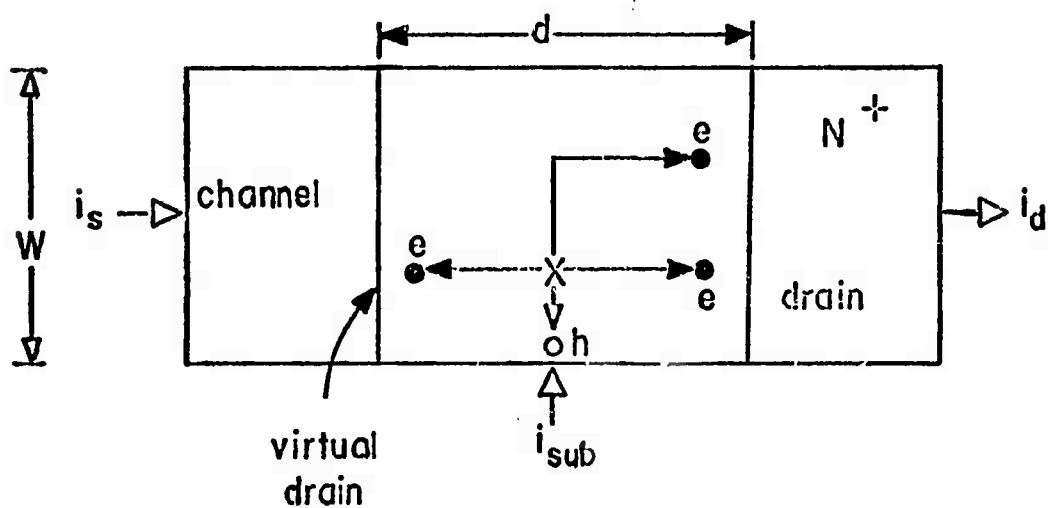 d
W
i_s
channel
N^+
e
i_d
e
e
drain
h
virtual
drain
i_sub